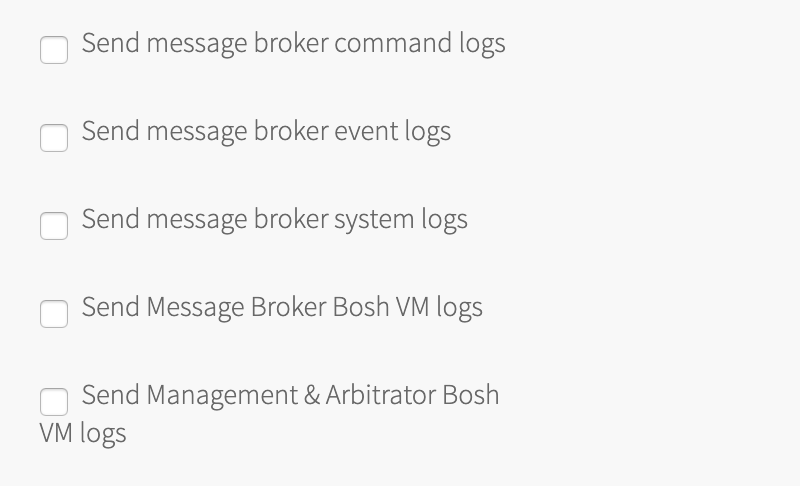 Send message broker command logs
Send message broker event logs
Send message broker system logs
Send Message Broker Bosh VM logs
Send Management & Arbitrator Bosh
VM logs